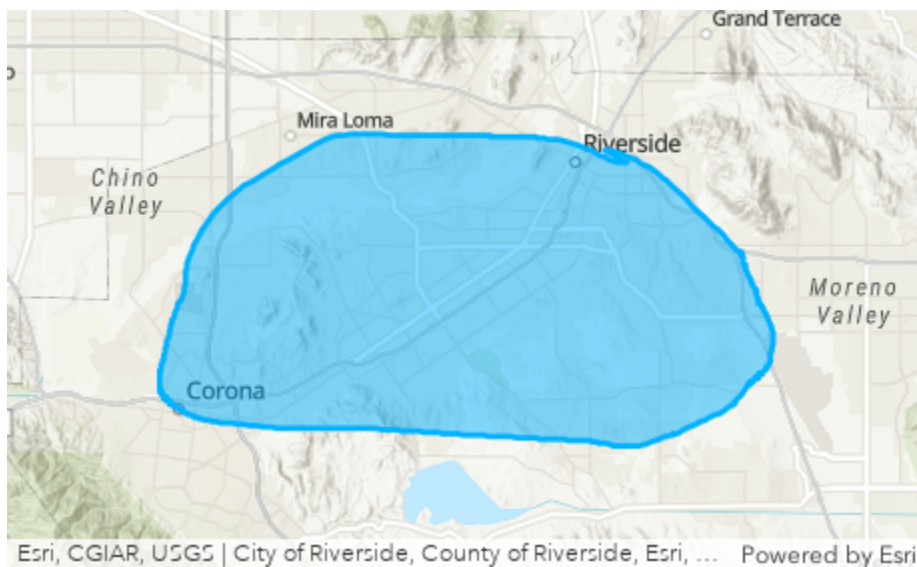 Grand Terrace
Mira Loma
Riverside
Chino
Valley
Moreno
Valley
Corona
Esri, CGIAR, USGS | City of Riverside, County of Riverside, Esri, ...
Powered by Esri